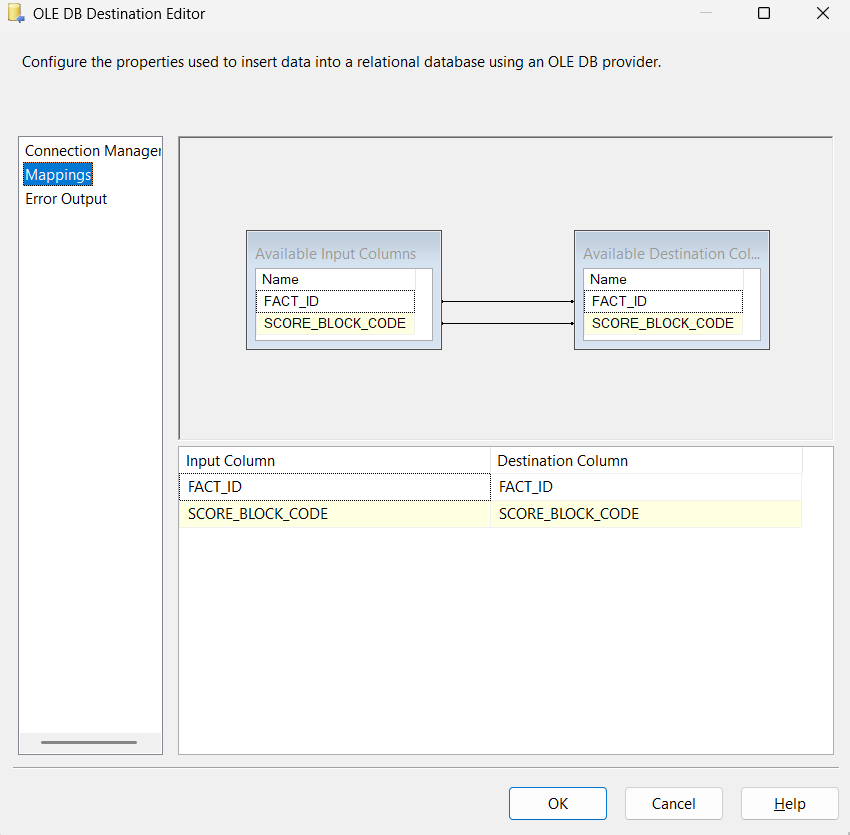 OLE DB Destination Editor
Configure the properties used to insert data into a relational database using an OLE DB provider.
Connection Manager
Mappings
Error Output
Available Input Columns
Name
FACT_ID
SCORE_BLOCK_CODE
Available Destination Col...
Name
FACT_ID
SCORE_BLOCK_CODE
Input Column Destination Column
FACT_ID FACT_ID
SCORE_BLOCK_CODE SCORE_BLOCK_CODE
OK Cancel Help